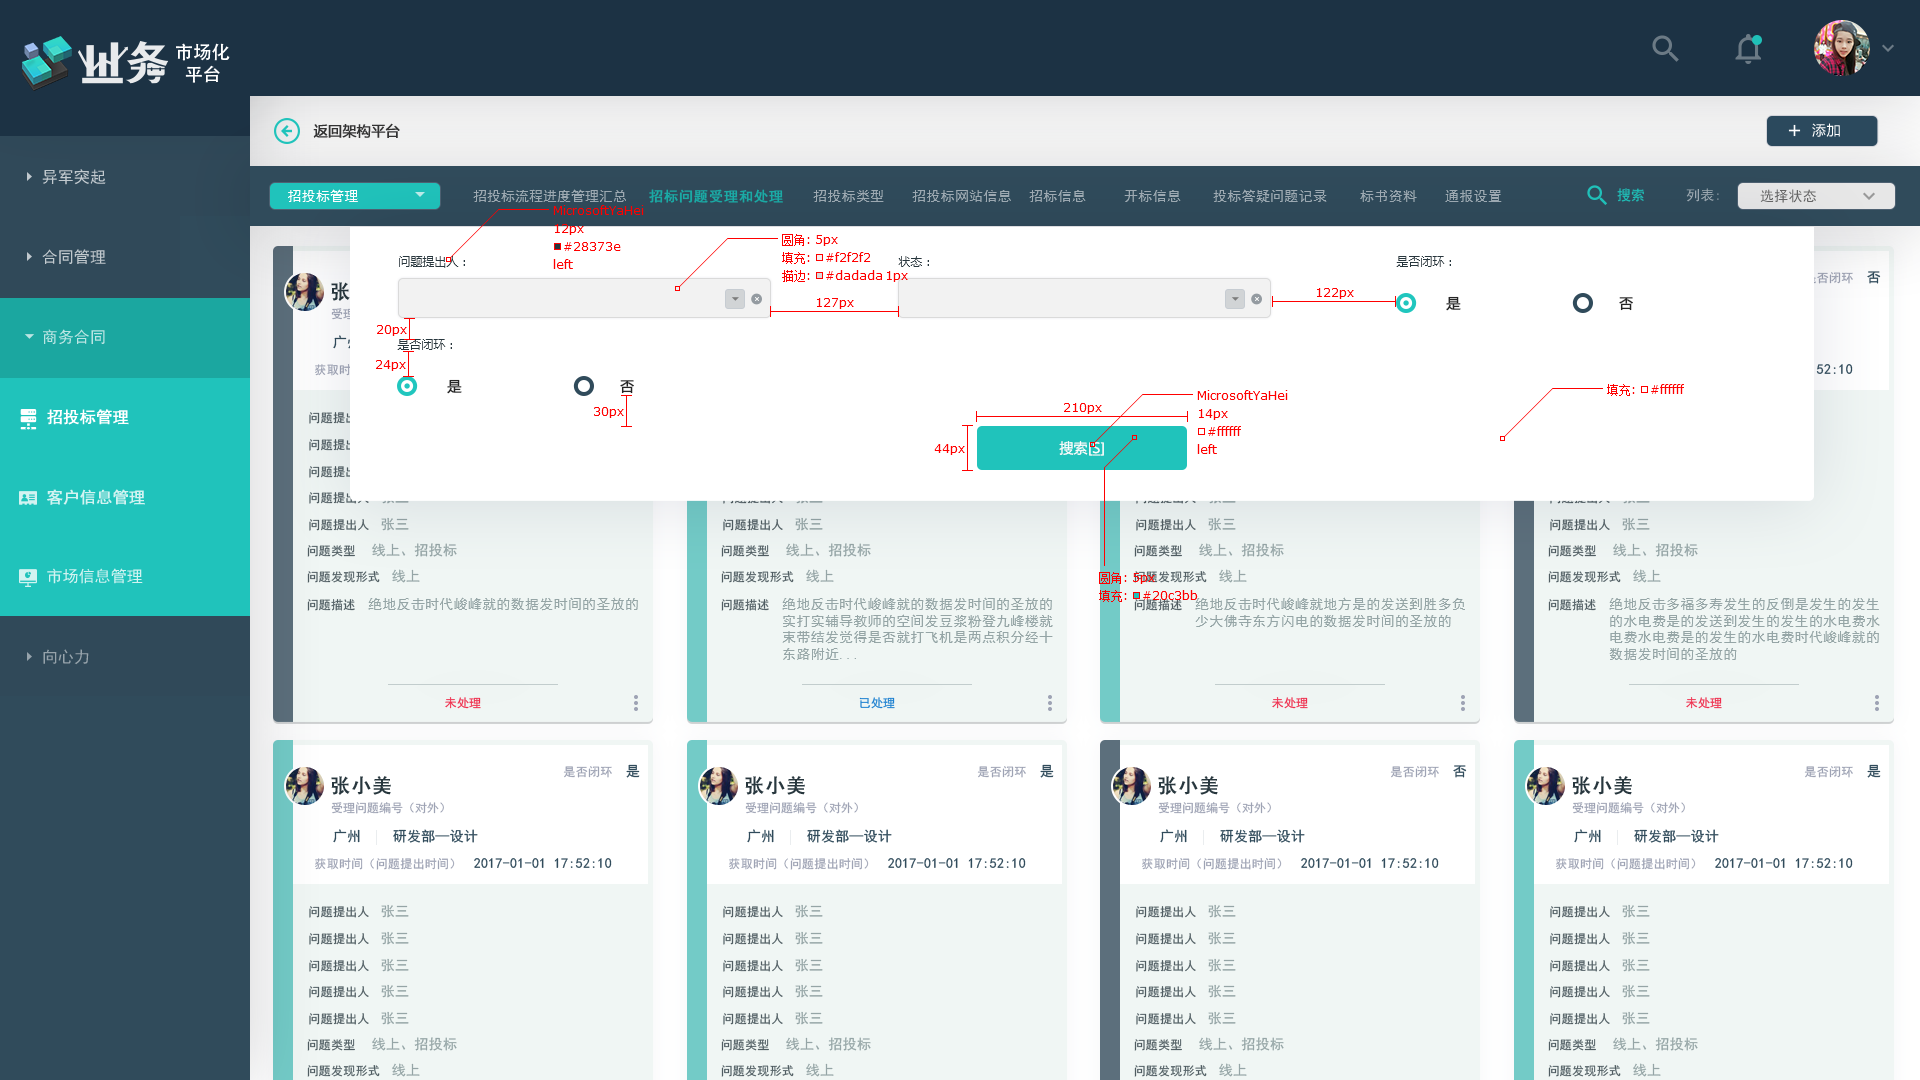 业务 市场化
平台
返回架构平台
+ 添加
异军突起
合同管理
商务合同
招投标管理
客户信息管理
市场信息管理
向心力
招投标管理 招投标流程进度管理汇总 招标问题受理和处理 招投标类型 招投标网站信息 招标信息 开标信息 投标答疑问题记录 标书资料 通报设置 搜索 列表: 选择状态
MicrosoftYaHei
12px
#28373e
left
圆角: 5px
填充: #f2f2f2
描边: #dadada 1px
问题提出人：
状态：
是否闭环：
127px
122px
是 否
20px
是否闭环：
24px
是 否
30px
210px
44px
搜索[S]
MicrosoftYaHei
14px
#ffffff
left
填充: #ffffff
圆角: 5px
填充: #20c3bb
张
受理
广州
获取时
问题提出
问题提出
问题提出
问题提出人 张三
问题提出人 张三
问题类型 线上、招投标
问题发现形式 线上
问题描述 绝地反击时代峻峰就的数据发时间的圣放的
未处理
问题提出人 张三
问题提出人 张三
问题类型 线上、招投标
问题发现形式 线上
问题描述 绝地反击时代峻峰就的数据发时间的圣放的
实打实辅导教师的空间发豆浆粉登九峰楼就
束带结发觉得是否就打飞机是两点积分经十
东路附近...
已处理
问题提出人 张三
问题提出人 张三
问题类型 线上、招投标
问题发现形式 线上
问题描述 绝地反击时代峻峰就地方是的发送到胜多负
少大佛寺东方闪电的数据发时间的圣放的
未处理
是否闭环 否
52:10
问题提出人 张三
问题提出人 张三
问题类型 线上、招投标
问题发现形式 线上
问题描述 绝地反击多福多寿发生的反倒是发生的发生
的水电费是的发送到发生的发生的水电费水
电费水电费是的发生的水电费时代峻峰就的
数据发时间的圣放的
未处理
张小美 是否闭环 是
受理问题编号（对外）
广州 研发部—设计
获取时间（问题提出时间） 2017-01-01 17:52:10
问题提出人 张三
问题提出人 张三
问题提出人 张三
问题提出人 张三
问题提出人 张三
问题类型 线上、招投标
问题发现形式 线上
张小美 是否闭环 是
受理问题编号（对外）
广州 研发部—设计
获取时间（问题提出时间） 2017-01-01 17:52:10
问题提出人 张三
问题提出人 张三
问题提出人 张三
问题提出人 张三
问题提出人 张三
问题类型 线上、招投标
问题发现形式 线上
张小美 是否闭环 否
受理问题编号（对外）
广州 研发部—设计
获取时间（问题提出时间） 2017-01-01 17:52:10
问题提出人 张三
问题提出人 张三
问题提出人 张三
问题提出人 张三
问题提出人 张三
问题类型 线上、招投标
问题发现形式 线上
张小美 是否闭环 是
受理问题编号（对外）
广州 研发部—设计
获取时间（问题提出时间） 2017-01-01 17:52:10
问题提出人 张三
问题提出人 张三
问题提出人 张三
问题提出人 张三
问题提出人 张三
问题类型 线上、招投标
问题发现形式 线上